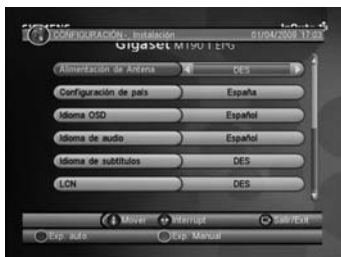 CONFIGURACIÓN-. Instalación 01/04/2009 17:03
Gigaset M190 T EPG
Alimentación de Antena DES
Configuración de país España
Idioma OSD Español
Idioma de audio Español
Idioma de subtítulos DES
LCN DES
Mover Interrupt Salir/Exit
Exp. auto Exp. Manual